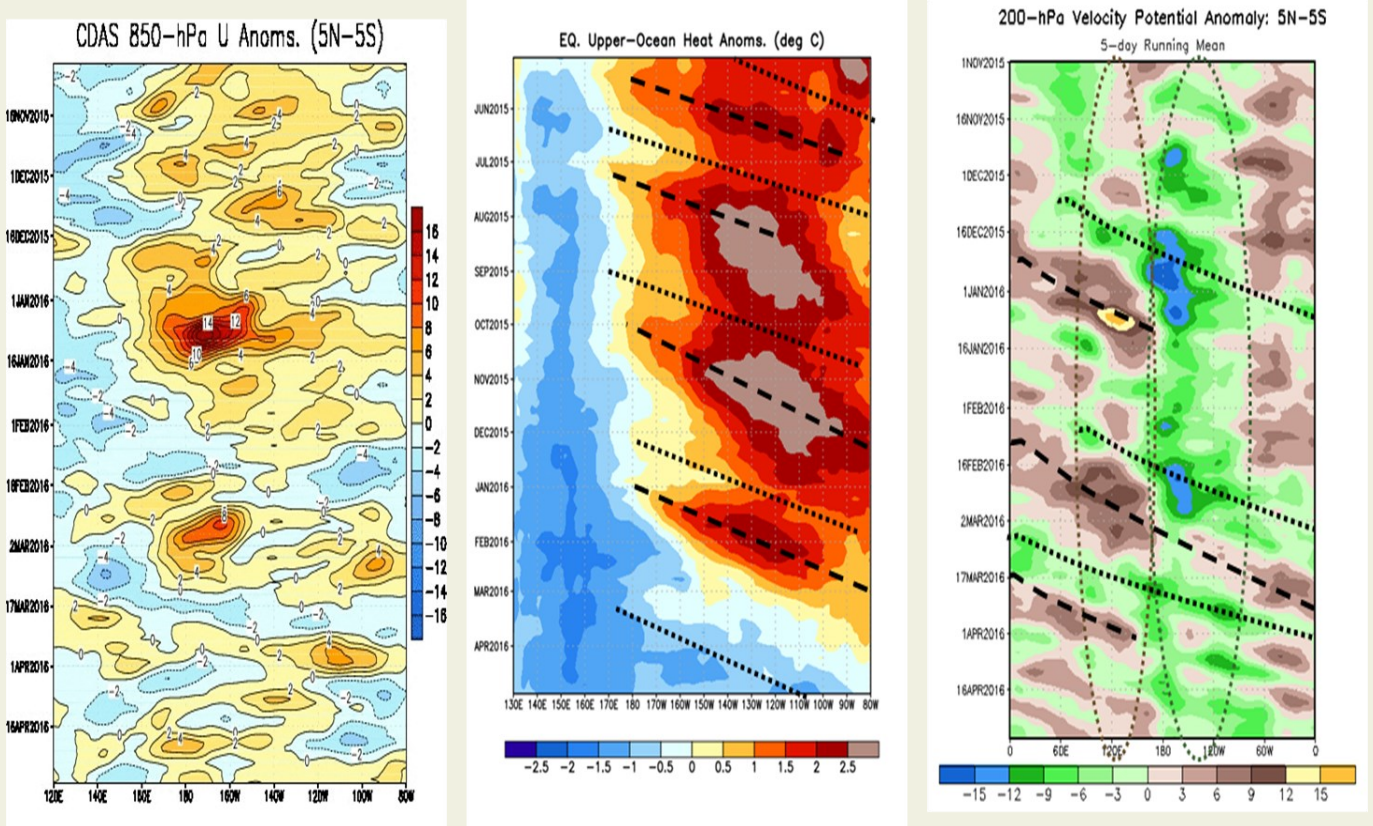 CDAS 850-hPa U Anoms. (5N-5S)
16NOV2015
1DEC2015
16DEC2015
1JAN2016
16JAN2016
1FEB2016
16FEB2016
2MAR2016
17MAR2016
1APR2016
16APR2016
120E 140E 160E 180 160W 140W 120W 100W 80W
16
14
12
10
8
6
4
2
0
-2
-4
-6
-8
-10
-12
-14
-16
EQ. Upper-Ocean Heat Anoms. (deg C)
JUN2015
JUL2015
AUG2015
SEP2015
OCT2015
NOV2015
DEC2015
JAN2016
FEB2016
MAR2016
APR2016
130E 140E 150E 160E 170E 180 170W 160W 150W 140W 130W 120W 110W 100W 90W 80W
-2.5 -2 -1.5 -1 -0.5 0 0.5 1 1.5 2 2.5
200-hPa Velocity Potential Anomaly: 5N-5S
5-day Running Mean
1NOV2015
16NOV2015
1DEC2015
16DEC2015
1JAN2016
16JAN2016
1FEB2016
16FEB2016
2MAR2016
17MAR2016
1APR2016
16APR2016
0 60E 120E 180 120W 60W 0
-15 -12 -9 -6 -3 0 3 6 9 12 15